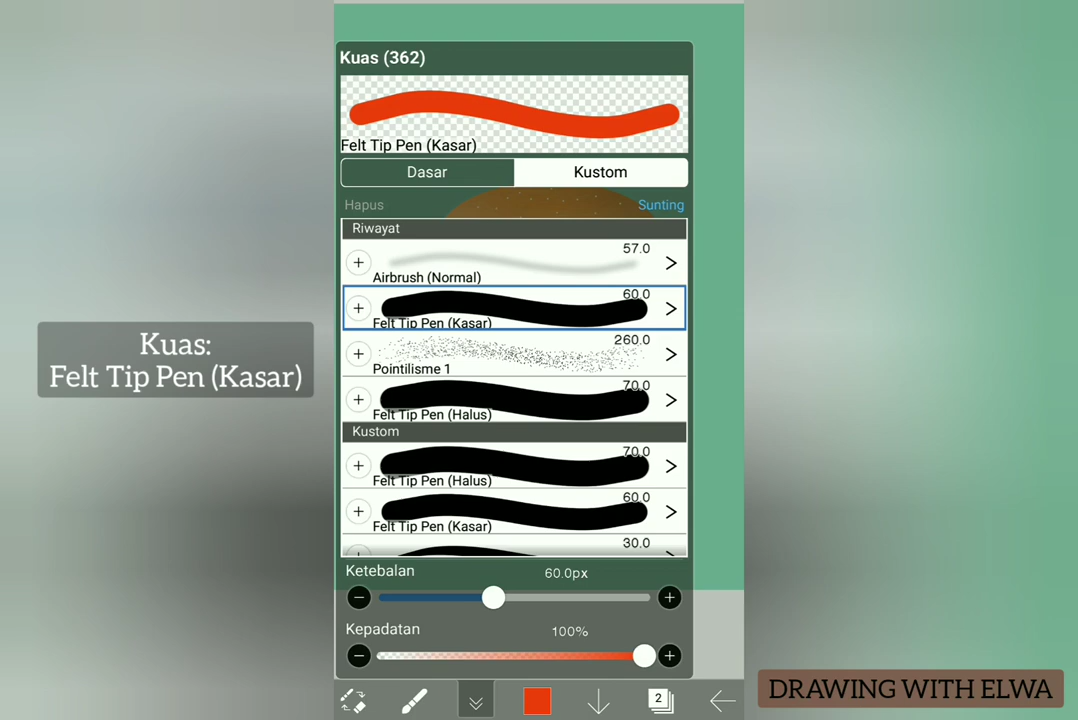 Kuas (362)
Felt Tip Pen (Kasar)
Dasar
Kustom
Hapus
Sunting
Riwayat
57.0
Airbrush (Normal)
60.0
Felt Tip Pen (Kasar)
260.0
Pointilisme 1
70.0
Felt Tip Pen (Halus)
Kustom
70.0
Felt Tip Pen (Halus)
60.0
Felt Tip Pen (Kasar)
30.0
Ketebalan 60.0px
Kepadatan 100%
2
Kuas:
Felt Tip Pen (Kasar)
DRAWING WITH ELWA